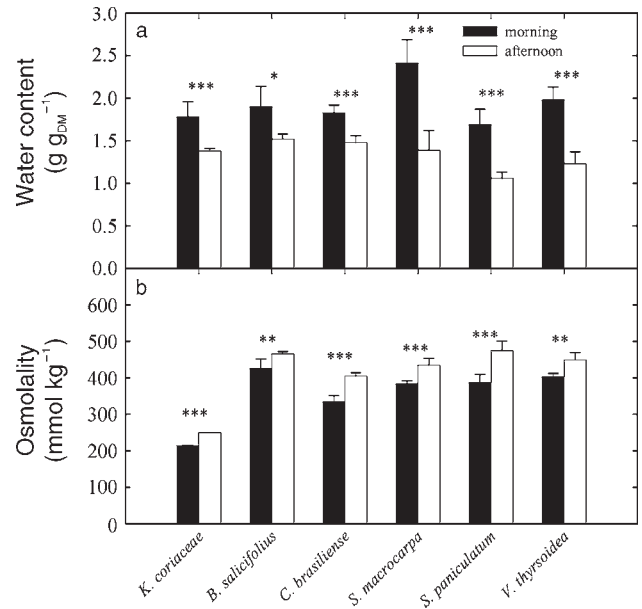 a
morning
afternoon
Water content
(g g_DM⁻¹)
3.0
2.5
2.0
1.5
1.0
0.5
0.0
***
*
***
***
***
***
b
Osmolality
(mmol kg⁻¹)
600
500
400
300
200
100
0
***
**
***
***
***
**
K. coriaceae
B. salicifolius
C. brasiliense
S. macrocarpa
S. paniculatum
V. thyrsoidea